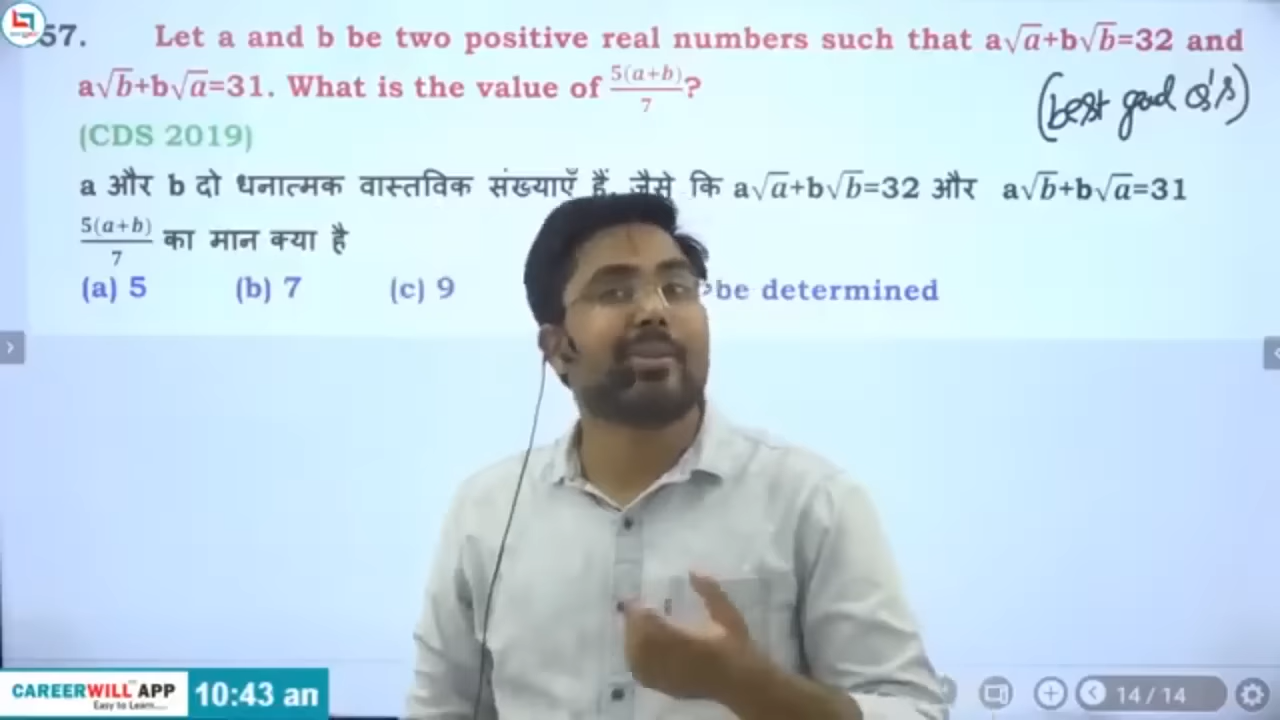 57. Let a and b be two positive real numbers such that a√a+b√b=32 and
a√b+b√a=31. What is the value of 5(a+b)/7?
(best good Q's)
(CDS 2019)
a और b दो धनात्मक वास्तविक संख्याएँ हैं, जैसे कि a√a+b√b=32 और a√b+b√a=31
5(a+b)/7 का मान क्या है
(a) 5 (b) 7 (c) 9 be determined
CAREERWILL APP
Easy to Learn.....
10:43 an
14 / 14